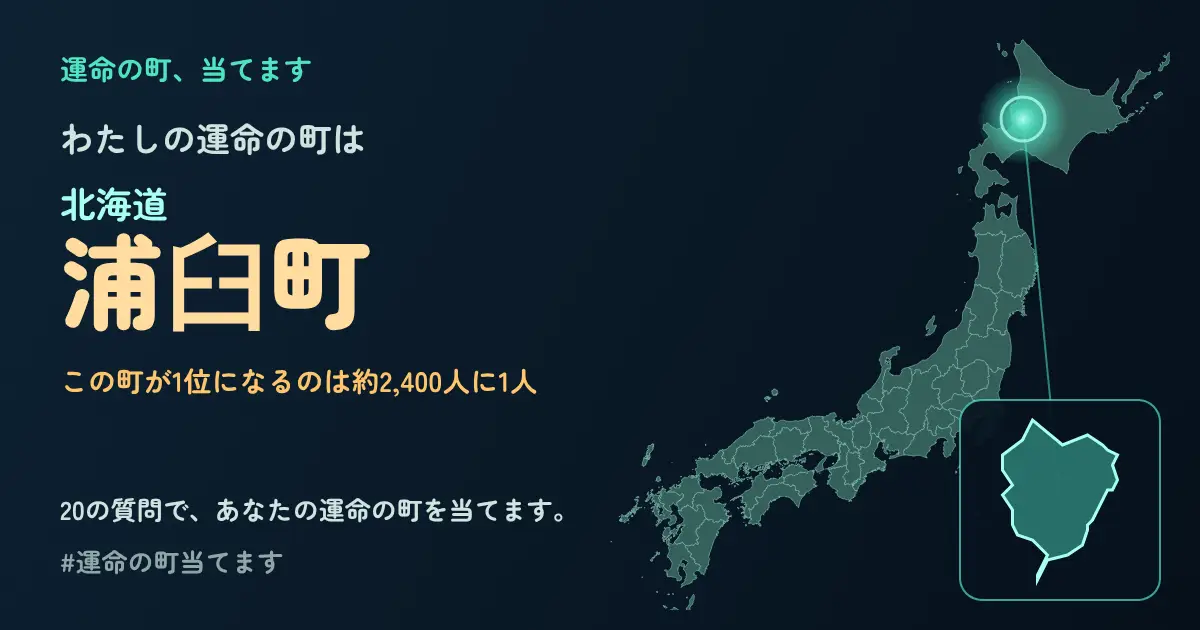 運命の町、当てます
わたしの運命の町は
北海道
浦臼町
この町が1位になるのは約2,400人に1人
20の質問で、あなたの運命の町を当てます。
#運命の町当てます